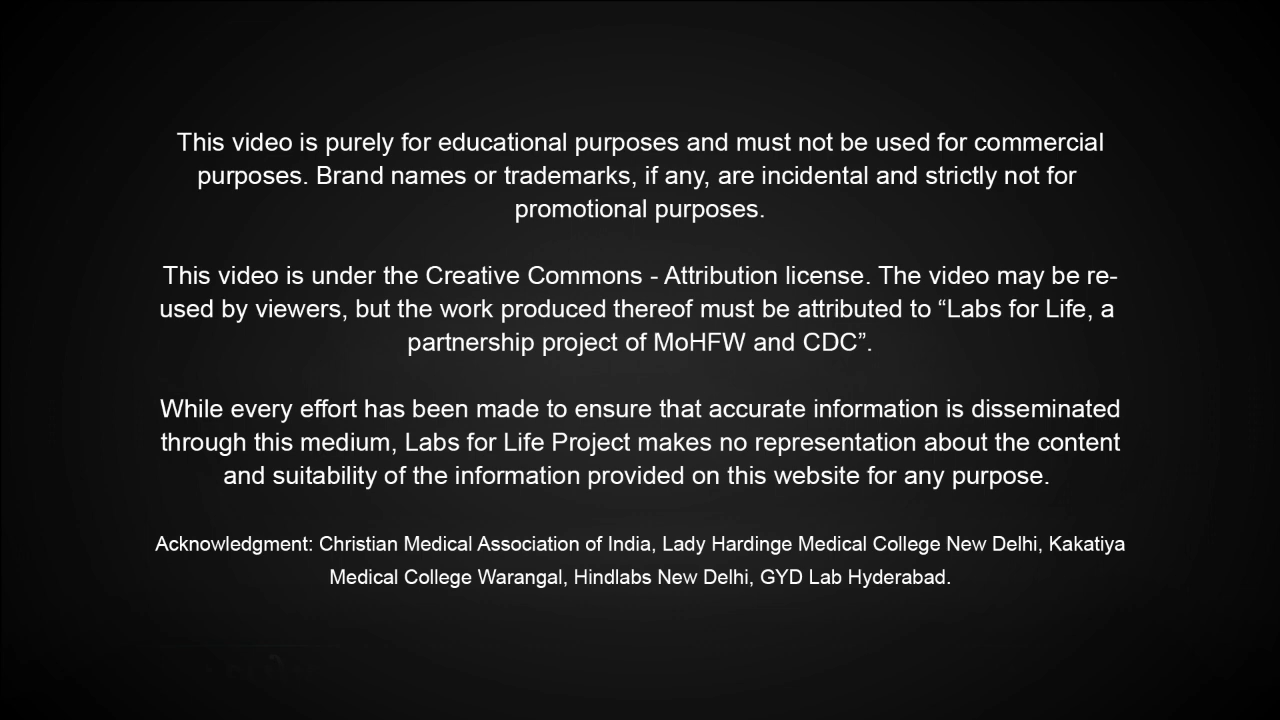 This video is purely for educational purposes and must not be used for commercial
purposes. Brand names or trademarks, if any, are incidental and strictly not for
promotional purposes.
This video is under the Creative Commons - Attribution license. The video may be re-
used by viewers, but the work produced thereof must be attributed to “Labs for Life, a
partnership project of MoHFW and CDC”.
While every effort has been made to ensure that accurate information is disseminated
through this medium, Labs for Life Project makes no representation about the content
and suitability of the information provided on this website for any purpose.
Acknowledgment: Christian Medical Association of India, Lady Hardinge Medical College New Delhi, Kakatiya
Medical College Warangal, Hindlabs New Delhi, GYD Lab Hyderabad.